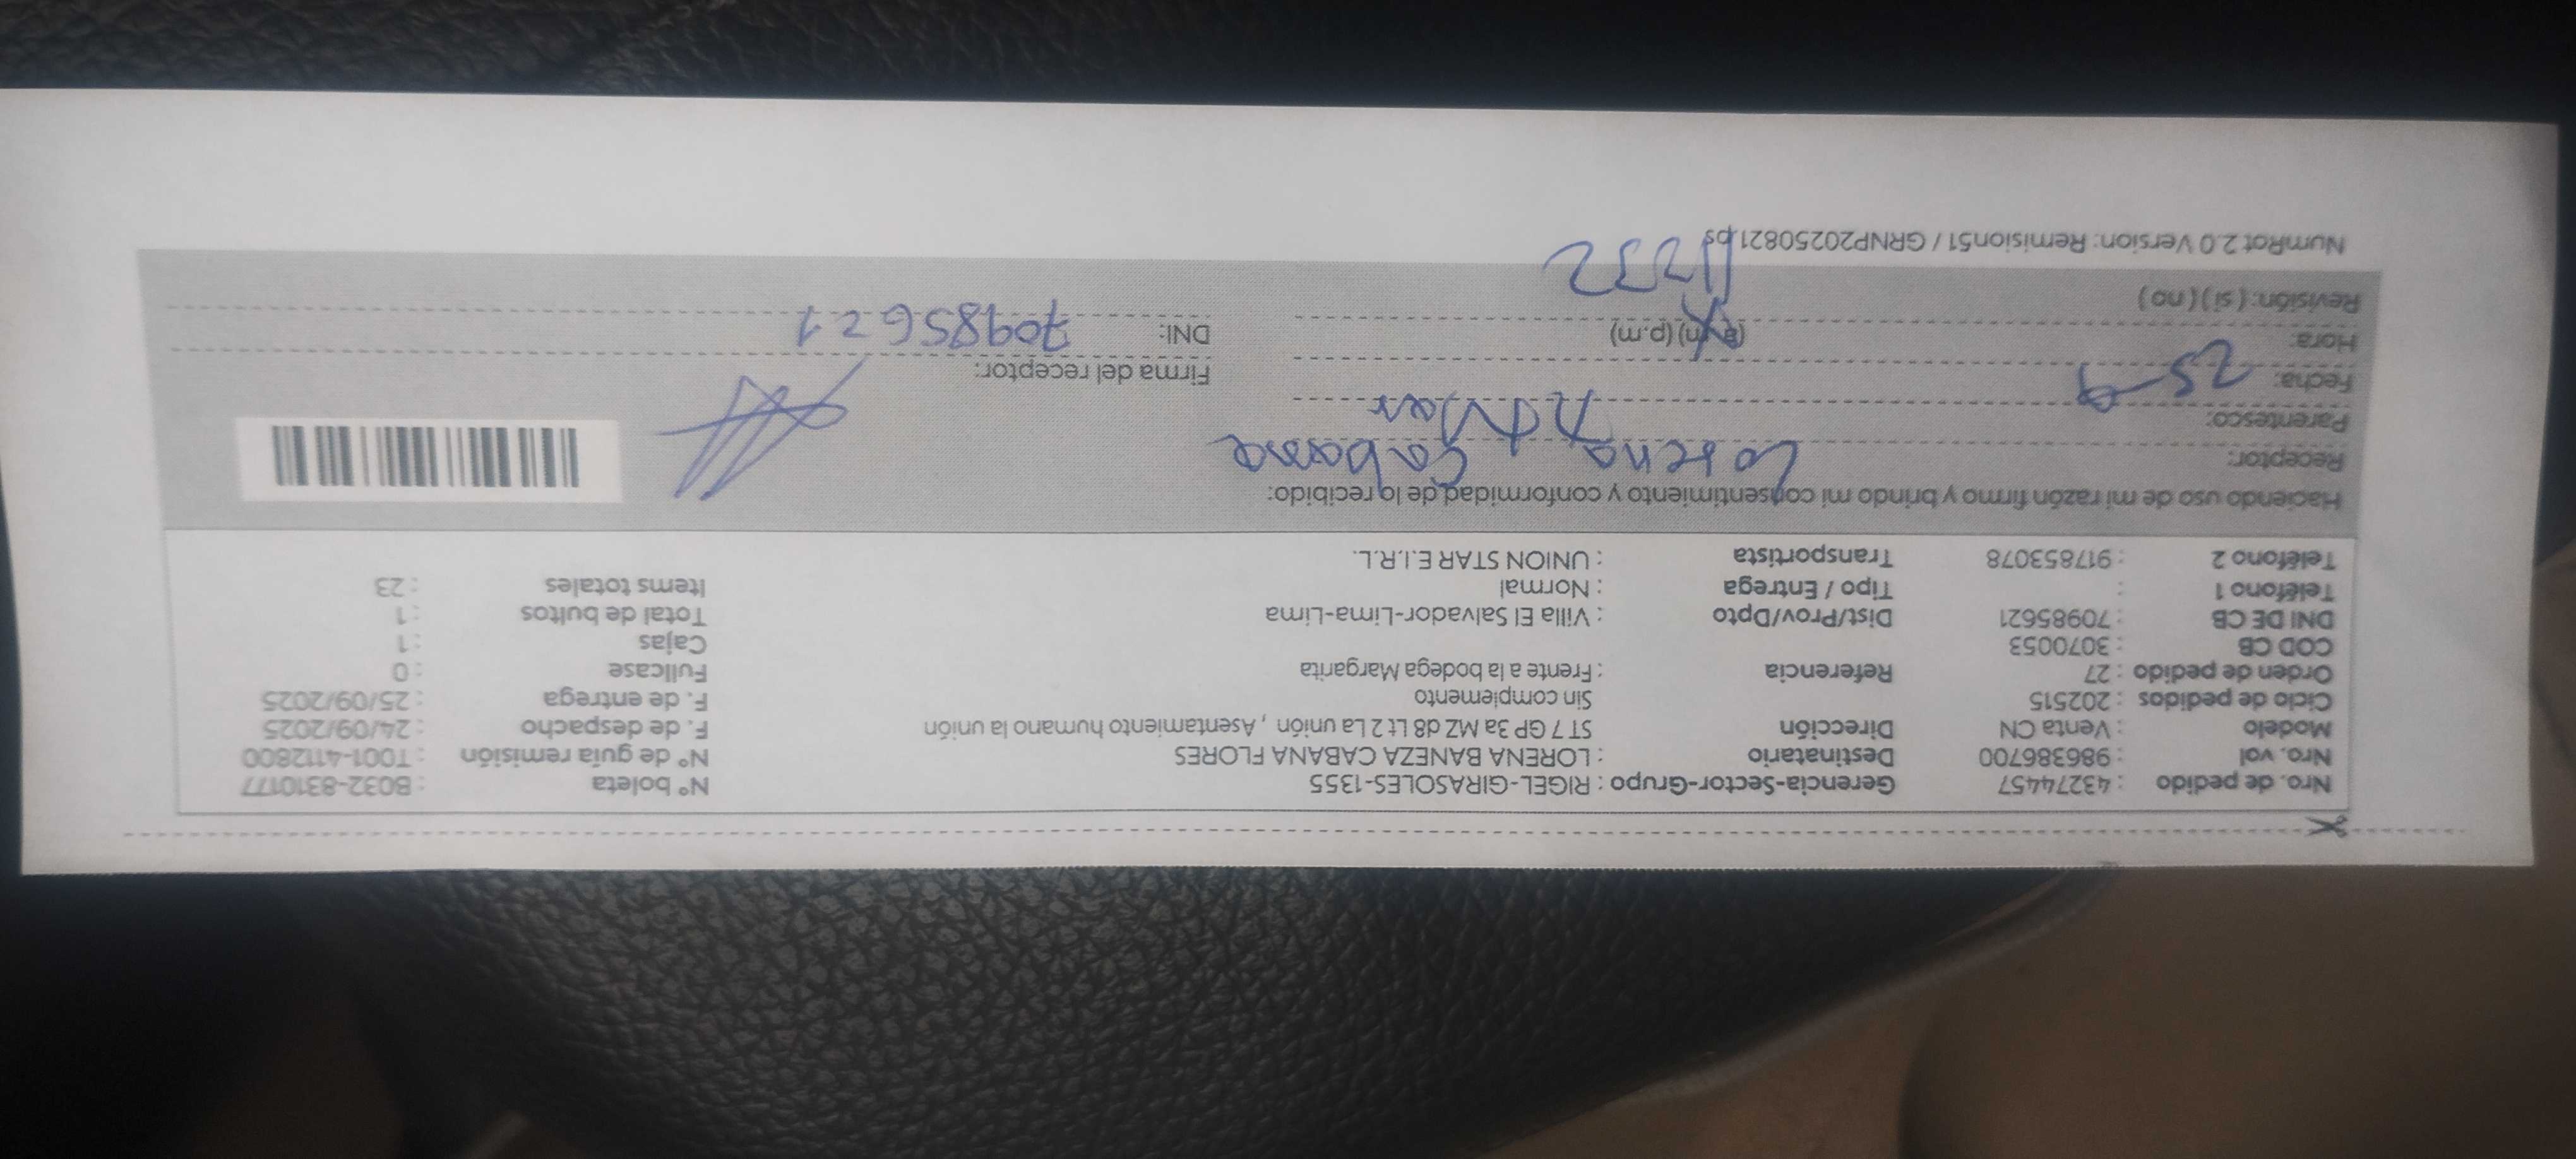 Nro. de pedido : 43274457 Gerencia-Sector-Grupo : RIGEL-GIRASOLES-1355 N° boleta : B032-8310177
Nro. vol : 986386700 Destinatario : LORENA BANEZA CABANA FLORES N° de guía remisión : T001-4112800
Modelo : Venta CN Dirección ST 7 GP 3a MZ d8 Lt 2 La unión , Asentamiento humano la unión F. de despacho : 24/09/2025
Ciclo de pedidos : 202515 Sin complemento F. de entrega : 25/09/2025
Orden de pedido : 27 Referencia : Frente a la bodega Margarita Fullcase : 0
COD CB : 3070053 Cajas : 1
DNI DE CB : 70985621 Dist/Prov/Dpto : Villa El Salvador-Lima-Lima Total de bultos : 1
Teléfono 1 : Tipo / Entrega : Normal Items totales : 23
Teléfono 2 : 917853078 Transportista : UNION STAR E.I.R.L.
Haciendo uso de mi razón firmo y brindo mi consentimiento y conformidad de lo recibido:
Receptor: Lorena Cabana
Parentesco:
Fecha: 25-9 Firma del receptor:
Hora: (a.m) (p.m) DNI: 70985621
Revisión: ( si ) ( no )
NumRot 2.0 Version: Remision51 / GRNP20250821.ps